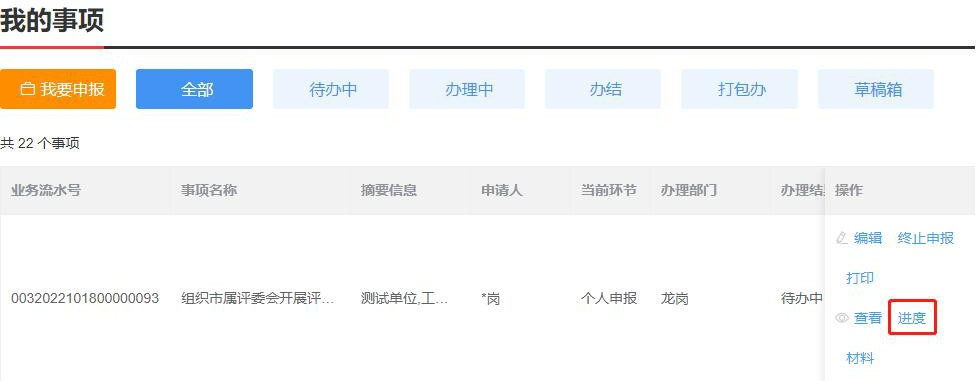 我的事项
我要申报 全部 待办中 办理中 办结 打包办 草稿箱
共 22 个事项
业务流水号 事项名称 摘要信息 申请人 当前环节 办理部门 办理结 操作
编辑 终止申报
打印
0032022101800000093 组织市属评委会开展评... 测试单位,工... *岗 个人申报 龙岗 待办中
查看 进度
材料